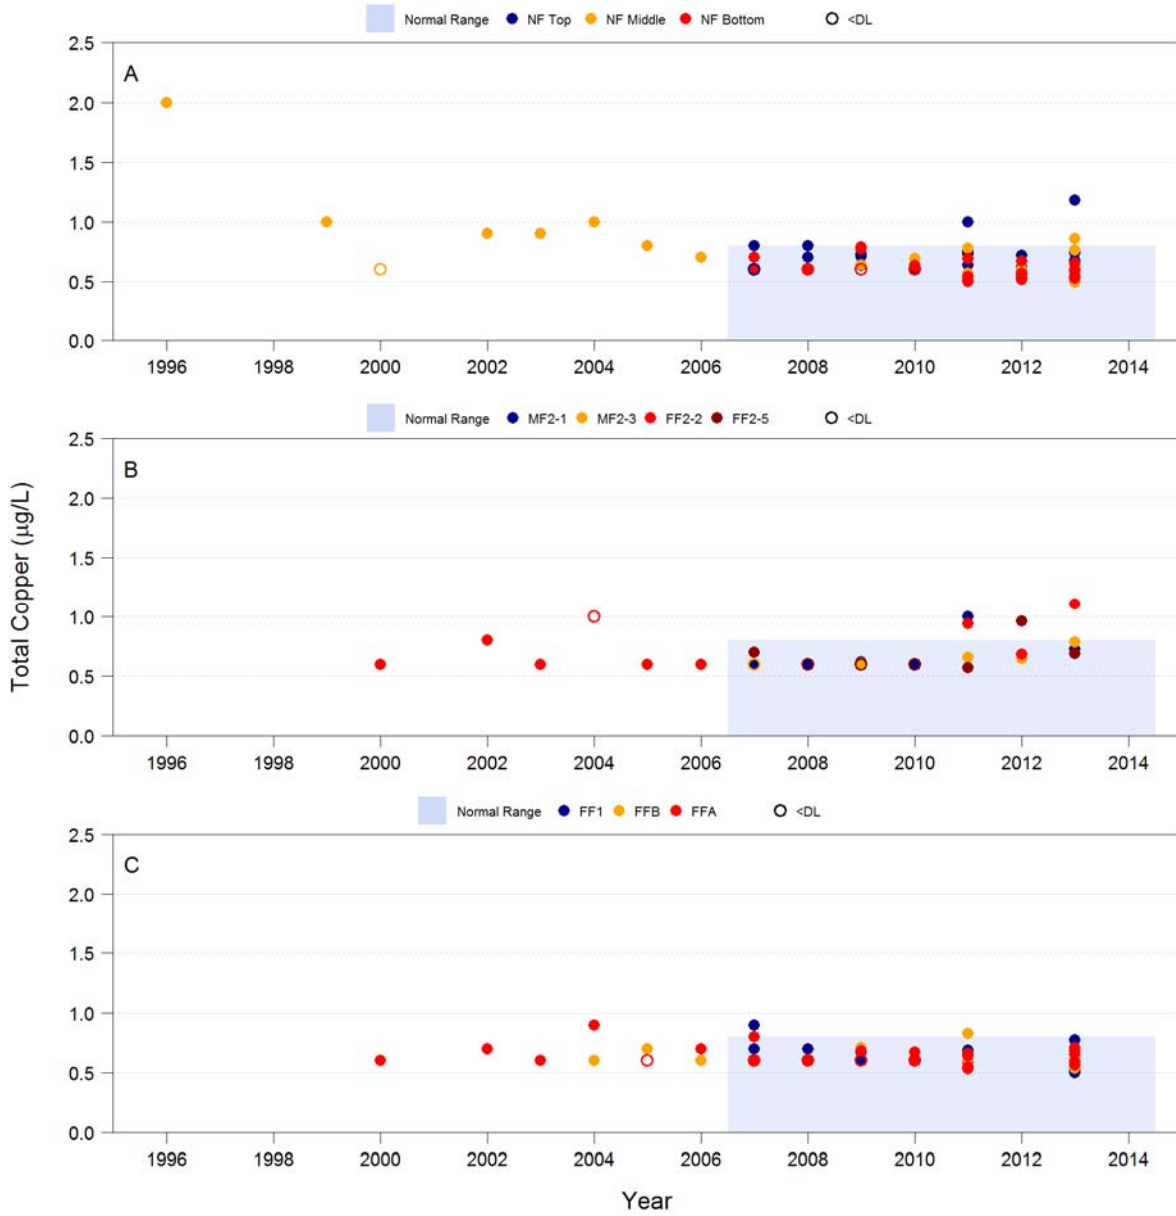 Normal Range NF Top NF Middle NF Bottom <DL
2.5
A
2.0
1.5
1.0
0.5
0.0
1996 1998 2000 2002 2004 2006 2008 2010 2012 2014
Normal Range MF2-1 MF2-3 FF2-2 FF2-5 <DL
2.5
B
2.0
1.5
1.0
0.5
0.0
Total Copper (µg/L)
1996 1998 2000 2002 2004 2006 2008 2010 2012 2014
Normal Range FF1 FFB FFA <DL
2.5
C
2.0
1.5
1.0
0.5
0.0
1996 1998 2000 2002 2004 2006 2008 2010 2012 2014
Year